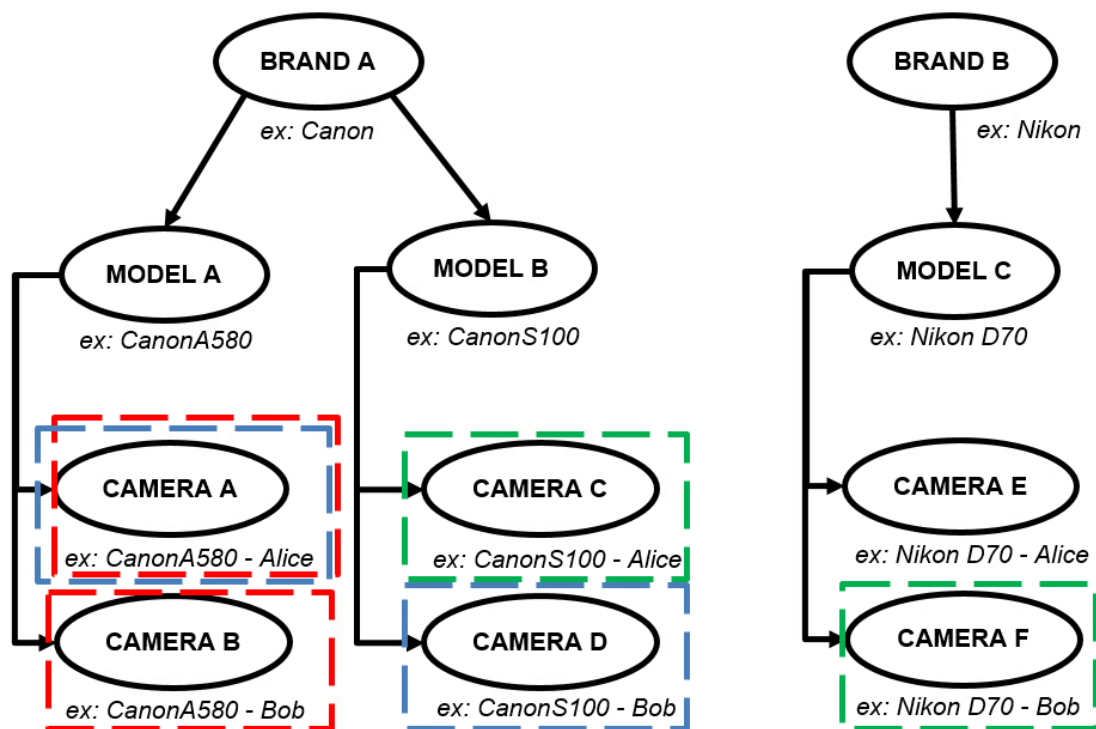 BRAND A
ex: Canon
BRAND B
ex: Nikon
MODEL A
ex: CanonA580
MODEL B
ex: CanonS100
MODEL C
ex: Nikon D70
CAMERA A
ex: CanonA580 - Alice
CAMERA C
ex: CanonS100 - Alice
CAMERA E
ex: Nikon D70 - Alice
CAMERA B
ex: CanonA580 - Bob
CAMERA D
ex: CanonS100 - Bob
CAMERA F
ex: Nikon D70 - Bob